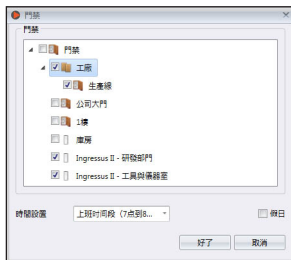 門禁
門禁
門禁
工廠
生產線
公司大門
1樓
庫房
Ingressus II - 研發部門
Ingressus II - 工具與儀器室
時間設置 上班时间段（7点到8... 假日
好了 取消